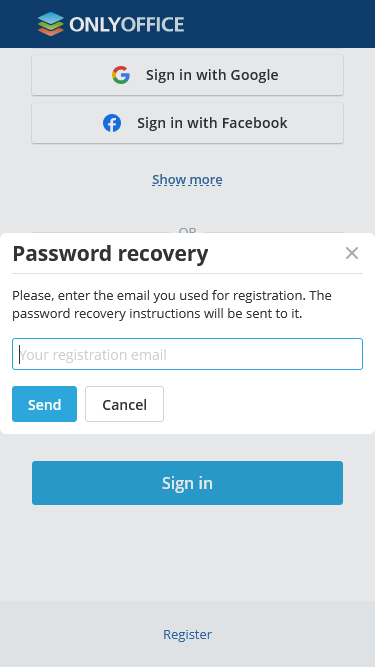 ONLYOFFICE
Sign in with Google
Sign in with Facebook
Show more
OR
Password recovery
Please, enter the email you used for registration. The
password recovery instructions will be sent to it.
Your registration email
Send
Cancel
Sign in
Register